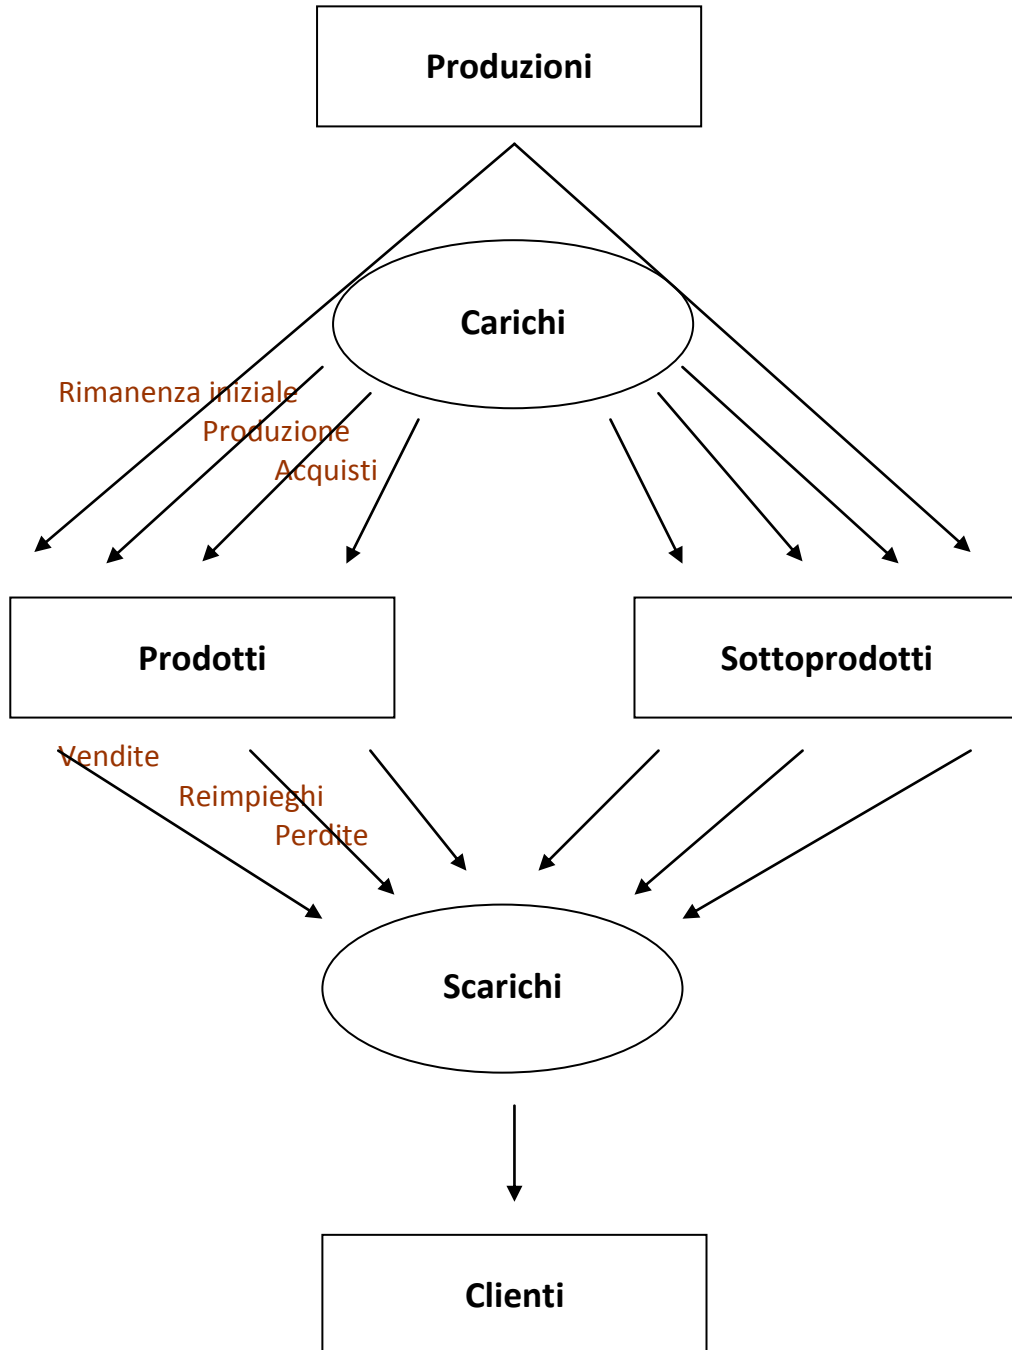 Produzioni
Carichi
Rimanenza iniziale
Produzione
Acquisti
Prodotti
Sottoprodotti
Vendite
Reimpieghi
Perdite
Scarichi
Clienti